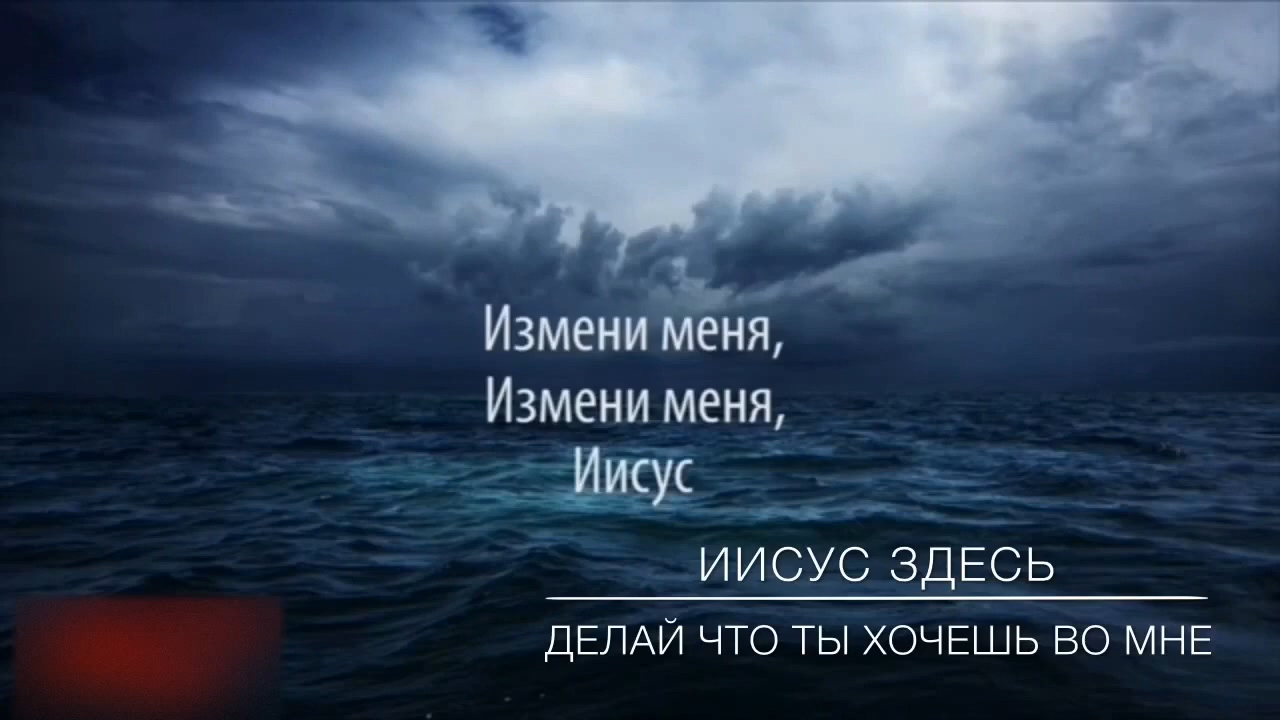 Измени меня,
Измени меня,
Иисус
ИИСУС ЗДЕСЬ
ДЕЛАЙ ЧТО ТЫ ХОЧЕШЬ ВО МНЕ